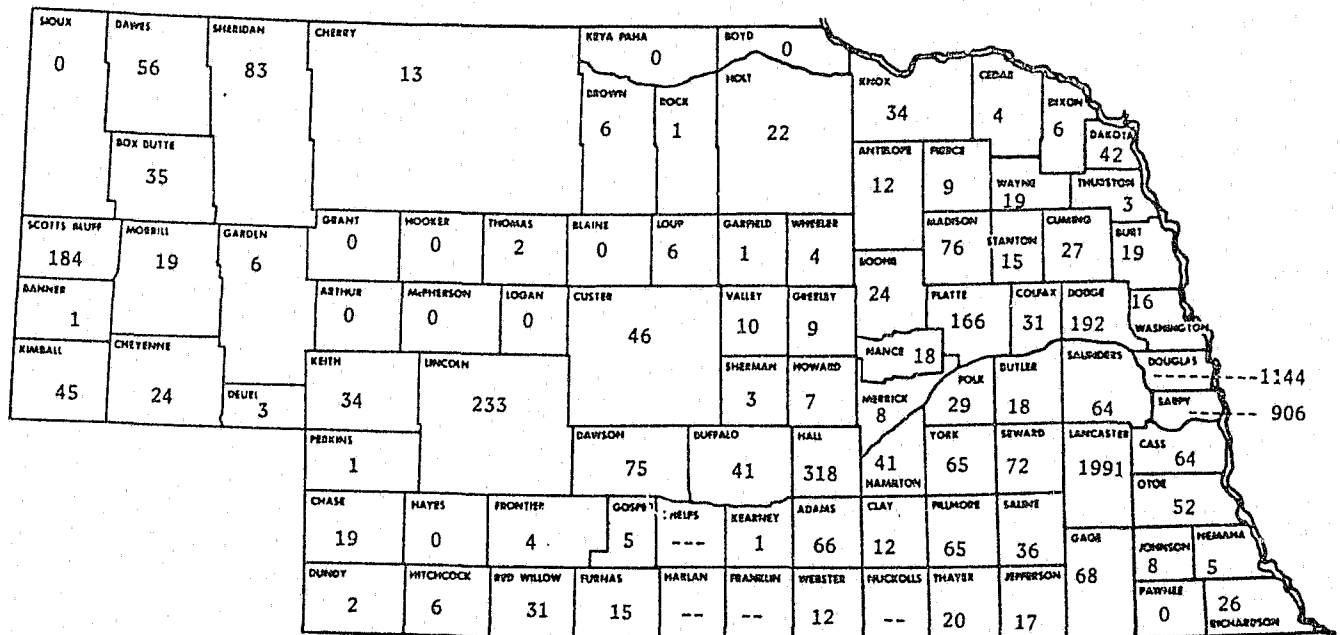 SIOUX
0
DAWES
56
SHERIDAN
83
CHERRY
13
KEYA PAHA
0
BOYD
0
BROWN
6
ROCK
1
HOLT
22
KNOX
34
CEDAR
4
DIXON
6
DAKOTA
42
BOX BUTTE
35
ANTELOPE
12
PIERCE
9
WAYNE
19
THURSTON
3
SCOTTS BLUFF
184
MORRILL
19
GARDEN
6
GRANT
0
HOOKER
0
THOMAS
2
BLAINE
0
LOUP
6
GARFIELD
1
WHEELER
4
BOONE
24
MADISON
76
STANTON
15
CUMING
27
BURT
19
BANNER
1
ARTHUR
0
McPHERSON
0
LOGAN
0
CUSTER
46
VALLEY
10
GREELEY
9
PLATTE
166
COLFAX
31
DODGE
192
16
WASHINGTON
KIMBALL
45
CHEYENNE
24
DEUEL
3
KEITH
34
LINCOLN
233
SHERMAN
3
HOWARD
7
NANCE 18
MERRICK
8
POLK
29
BUTLER
18
SAUNDERS
64
DOUGLAS
----------1144
SARPY
------ 906
PERKINS
1
DAWSON
75
BUFFALO
41
HALL
318
41
HAMILTON
YORK
65
SEWARD
72
LANCASTER
1991
CASS
64
OTOE
52
CHASE
19
HAYES
0
FRONTIER
4
5
---
KEARNEY
1
ADAMS
66
CLAY
12
FILLMORE
65
SALINE
36
GAGE
68
JOHNSON
8
NEMAHA
5
DUNDY
2
HITCHCOCK
6
RED WILLOW
31
FURNAS
15
HARLAN
--
FRANKLIN
--
WEBSTER
12
NUCKOLLS
--
THAYER
20
JEFFERSON
17
PAWNEE
0
26
RICHARDSON